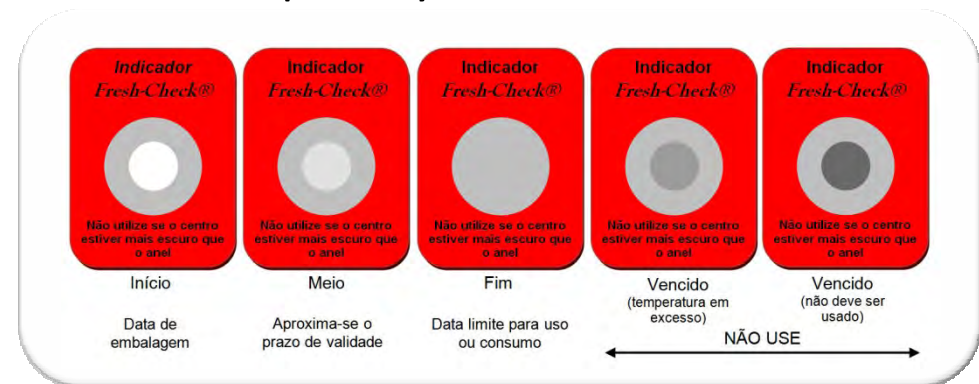 Indicador
Fresh-Check®
Não utilize se o centro
estiver mais escuro que
o anel
Indicador
Fresh-Check®
Não utilize se o centro
estiver mais escuro que
o anel
Indicador
Fresh-Check®
Não utilize se o centro
estiver mais escuro que
o anel
Indicador
Fresh-Check®
Não utilize se o centro
estiver mais escuro que
o anel
Indicador
Fresh-Check®
Não utilize se o centro
estiver mais escuro que
o anel
Início
Data de
embalagem
Meio
Aproxima-se o
prazo de validade
Fim
Data limite para uso
ou consumo
Vencido
(temperatura em
excesso)
Vencido
(não deve ser
usado)
NÃO USE